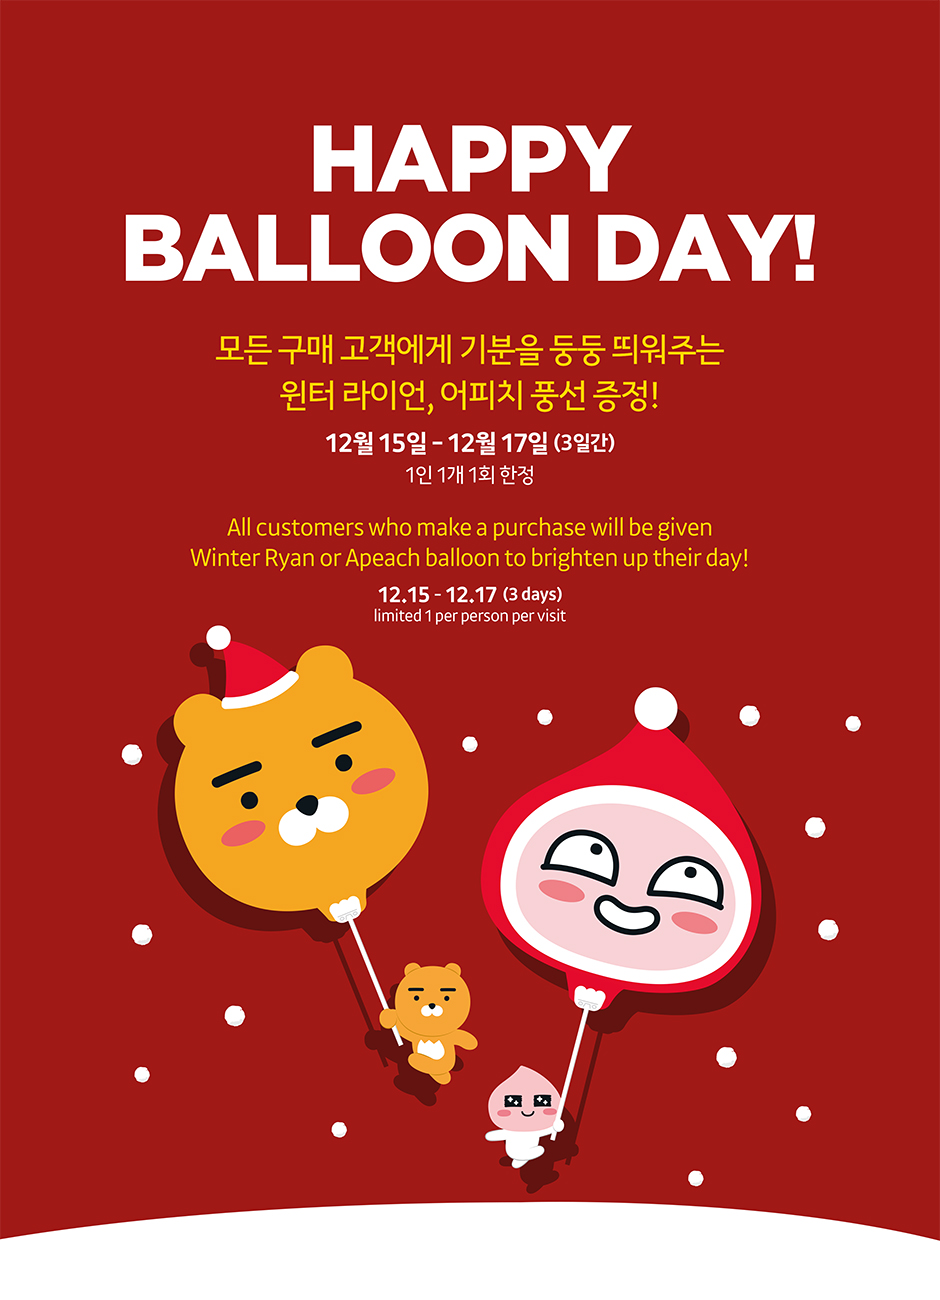 HAPPY
BALLOON DAY!
모든 구매 고객에게 기분을 둥둥 띄워주는
윈터 라이언, 어피치 풍선 증정!
12월 15일 - 12월 17일 (3일간)
1인 1개 1회 한정
All customers who make a purchase will be given
Winter Ryan or Apeach balloon to brighten up their day!
12.15 - 12.17 (3 days)
limited 1 per person per visit